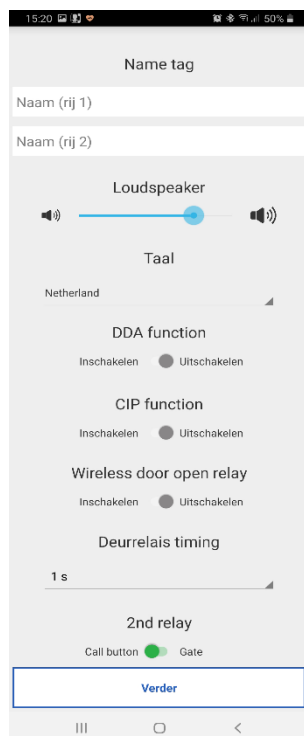 15:20 50%
Name tag
Naam (rij 1)
Naam (rij 2)
Loudspeaker
Taal
Netherland
DDA function
Inschakelen Uitschakelen
CIP function
Inschakelen Uitschakelen
Wireless door open relay
Inschakelen Uitschakelen
Deurrelais timing
1 s
2nd relay
Call button Gate
Verder